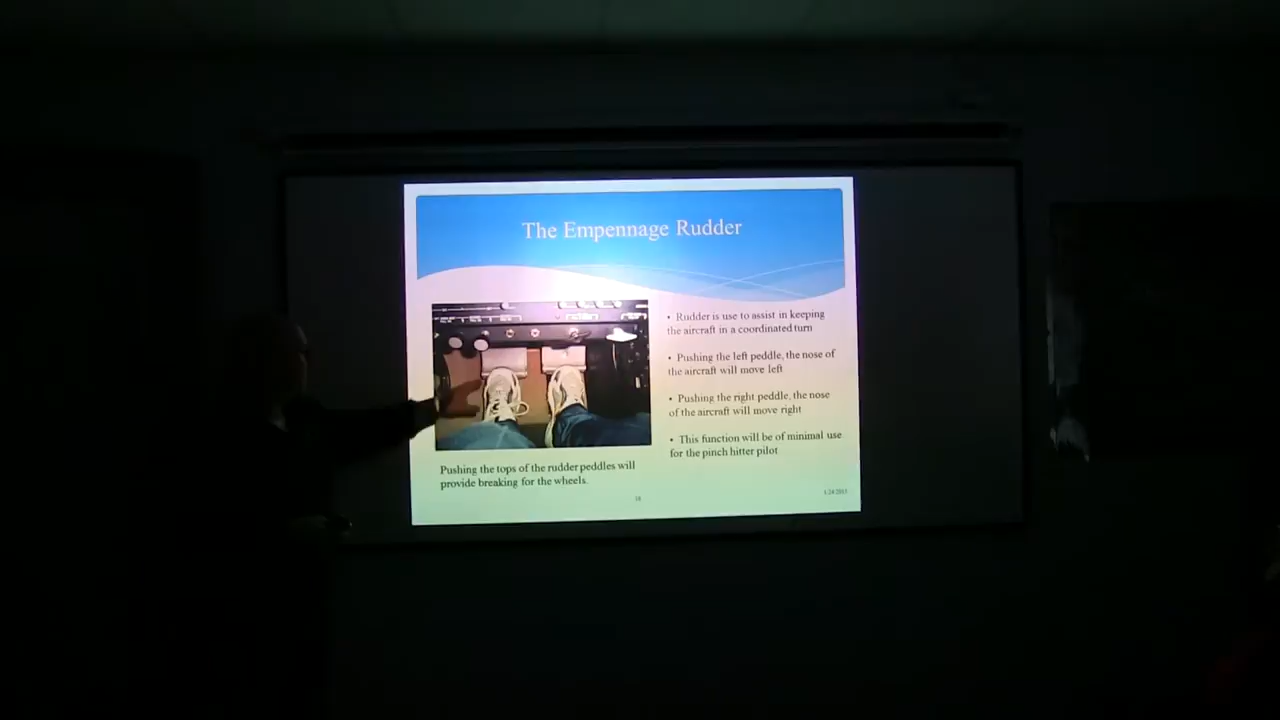 The Empennage Rudder
• Rudder is use to assist in keeping
the aircraft in a coordinated turn
• Pushing the left peddle, the nose of
the aircraft will move left
• Pushing the right peddle, the nose
of the aircraft will move right
• This function will be of minimal use
for the pinch hitter pilot
Pushing the tops of the rudder peddles will
provide breaking for the wheels.